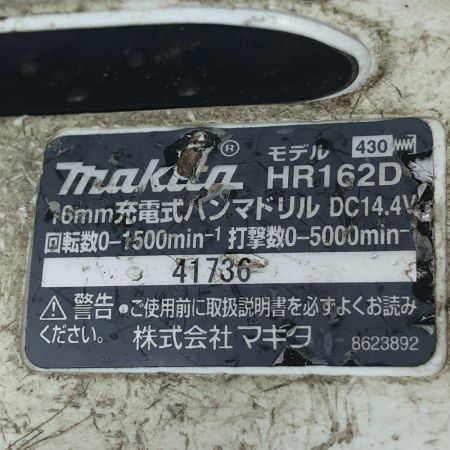 makita® モデル 430
HR162D
16mm充電式ハンマドリル DC14.4V
回転数0-1500min-1 打撃数0-5000min-
41736
⚠警告 ●ご使用前に取扱説明書を必ずよくお読み
ください。 株式会社 マキタ 8623892